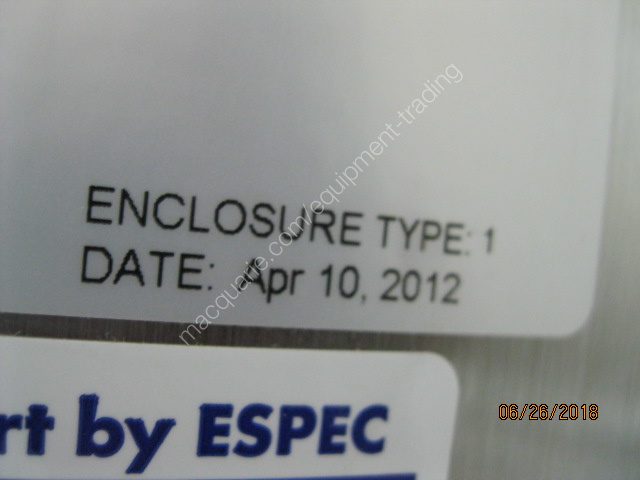 ENCLOSURE TYPE: 1
DATE: Apr 10, 2012
macquarie.com/equipment-trading
rt by ESPEC
06/26/2018